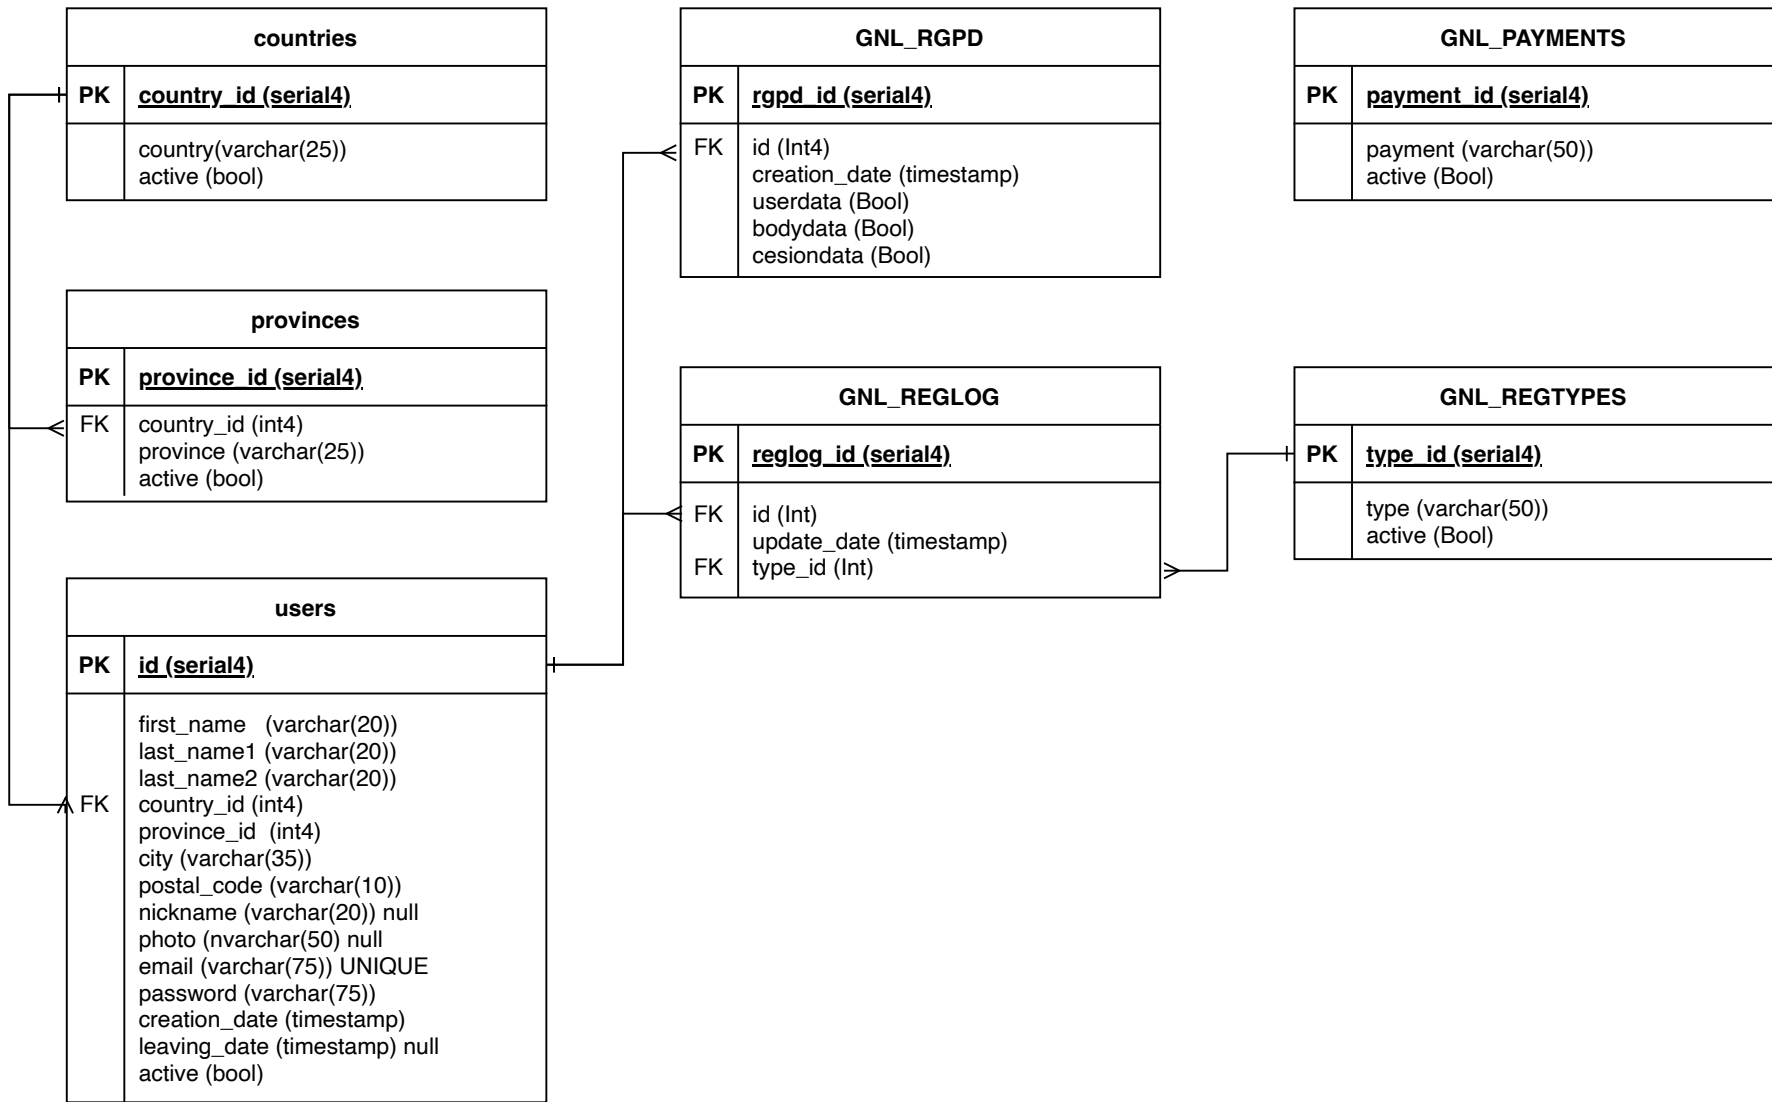 countries
PK country_id (serial4)
country(varchar(25))
active (bool)
provinces
PK province_id (serial4)
FK country_id (int4)
province (varchar(25))
active (bool)
users
PK id (serial4)
first_name (varchar(20))
last_name1 (varchar(20))
last_name2 (varchar(20))
FK country_id (int4)
province_id (int4)
city (varchar(35))
postal_code (varchar(10))
nickname (varchar(20)) null
photo (nvarchar(50) null
email (varchar(75)) UNIQUE
password (varchar(75))
creation_date (timestamp)
leaving_date (timestamp) null
active (bool)
GNL_RGPD
PK rgpd_id (serial4)
FK id (Int4)
creation_date (timestamp)
userdata (Bool)
bodydata (Bool)
cesiondata (Bool)
GNL_REGLOG
PK reglog_id (serial4)
FK id (Int)
update_date (timestamp)
FK type_id (Int)
GNL_PAYMENTS
PK payment_id (serial4)
payment (varchar(50))
active (Bool)
GNL_REGTYPES
PK type_id (serial4)
type (varchar(50))
active (Bool)